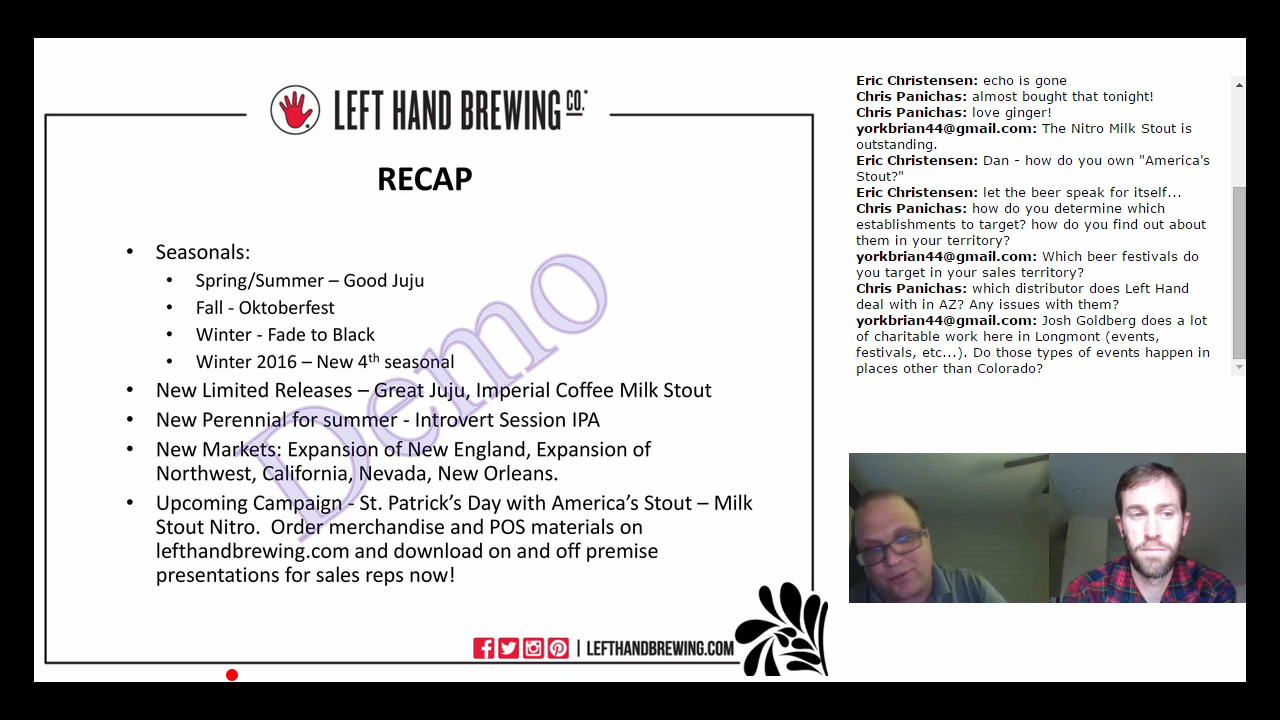 LEFT HAND BREWING CO.
RECAP
• Seasonals:
• Spring/Summer – Good Juju
• Fall - Oktoberfest
• Winter - Fade to Black
• Winter 2016 – New 4th seasonal
• New Limited Releases – Great Juju, Imperial Coffee Milk Stout
• New Perennial for summer - Introvert Session IPA
• New Markets: Expansion of New England, Expansion of
Northwest, California, Nevada, New Orleans.
• Upcoming Campaign - St. Patrick's Day with America's Stout – Milk
Stout Nitro.  Order merchandise and POS materials on
lefthandbrewing.com and download on and off premise
presentations for sales reps now!
Demo
| LEFTHANDBREWING.COM
Eric Christensen: echo is gone
Chris Panichas: almost bought that tonight!
Chris Panichas: love ginger!
yorkbrian44@gmail.com: The Nitro Milk Stout is
outstanding.
Eric Christensen: Dan - how do you own "America's
Stout?"
Eric Christensen: let the beer speak for itself...
Chris Panichas: how do you determine which
establishments to target? how do you find out about
them in your territory?
yorkbrian44@gmail.com: Which beer festivals do
you target in your sales territory?
Chris Panichas: which distributor does Left Hand
deal with in AZ? Any issues with them?
yorkbrian44@gmail.com: Josh Goldberg does a lot
of charitable work here in Longmont (events,
festivals, etc...). Do those types of events happen in
places other than Colorado?